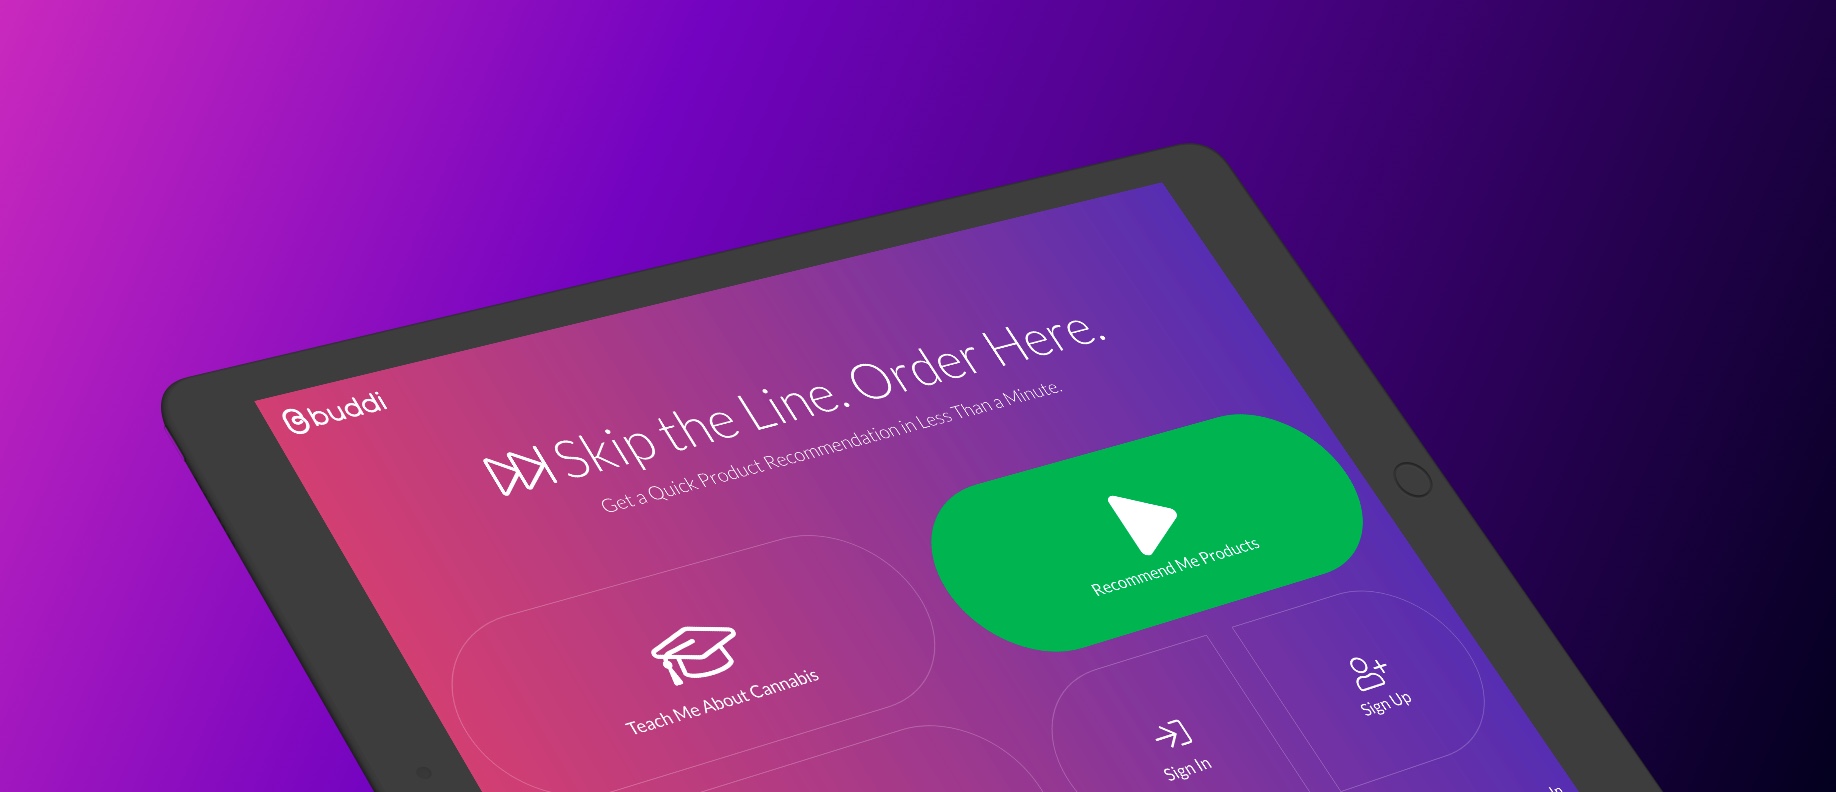 buddi
Skip the Line. Order Here.
Get a Quick Product Recommendation in Less Than a Minute.
Recommend Me Products
Teach Me About Cannabis
Sign Up
Sign In